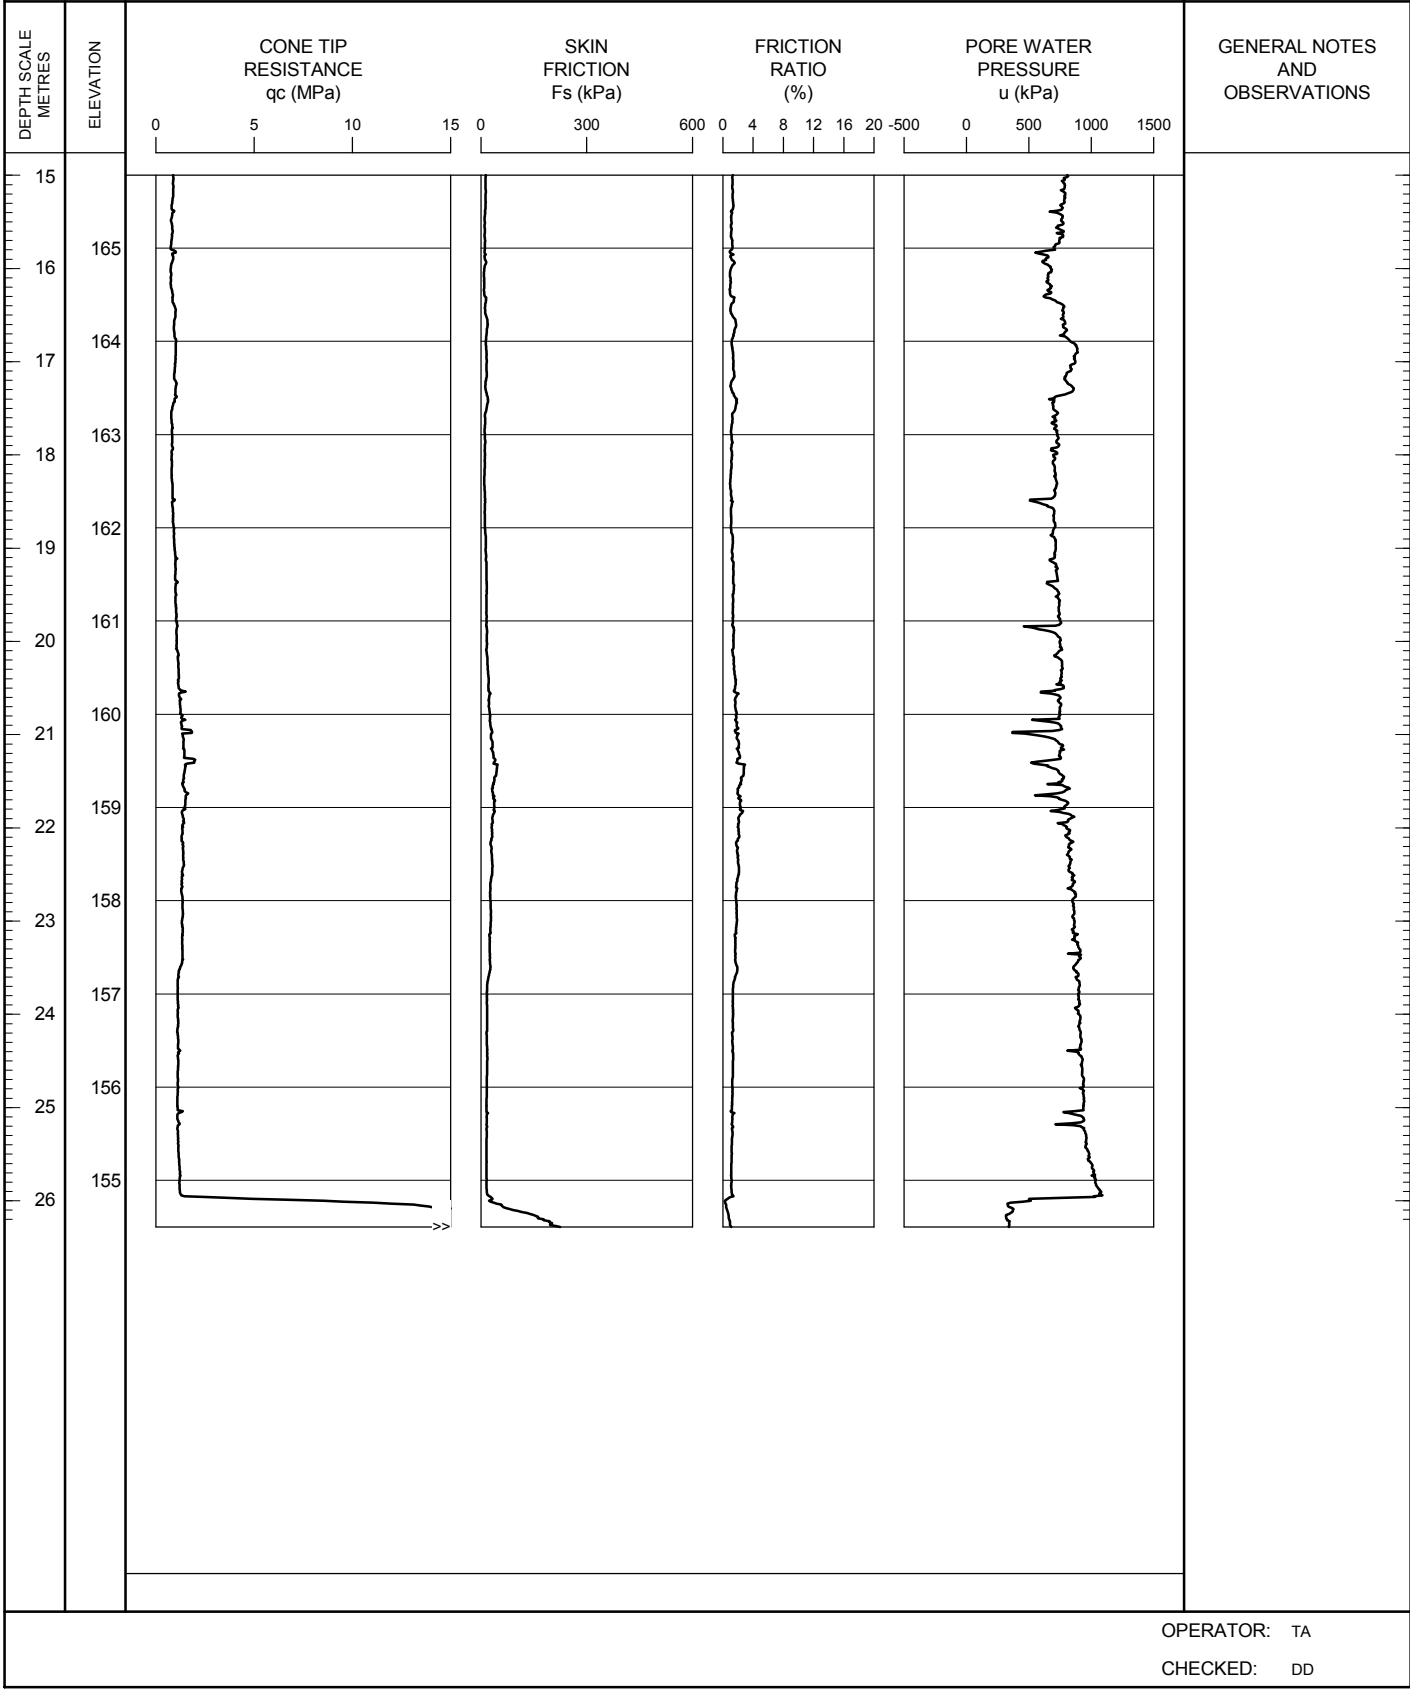 DEPTH SCALE
METRES
ELEVATION
CONE TIP
RESISTANCE
qc (MPa)
SKIN
FRICTION
Fs (kPa)
FRICTION
RATIO
(%)
PORE WATER
PRESSURE
u (kPa)
GENERAL NOTES
AND
OBSERVATIONS
0 5 10 15
0 300 600
0 4 8 12 16 20
-500 0 500 1000 1500
15
165
16
164
17
163
18
162
19
161
20
160
21
159
22
158
23
157
24
156
25
155
26
>>
OPERATOR: TA
CHECKED: DD